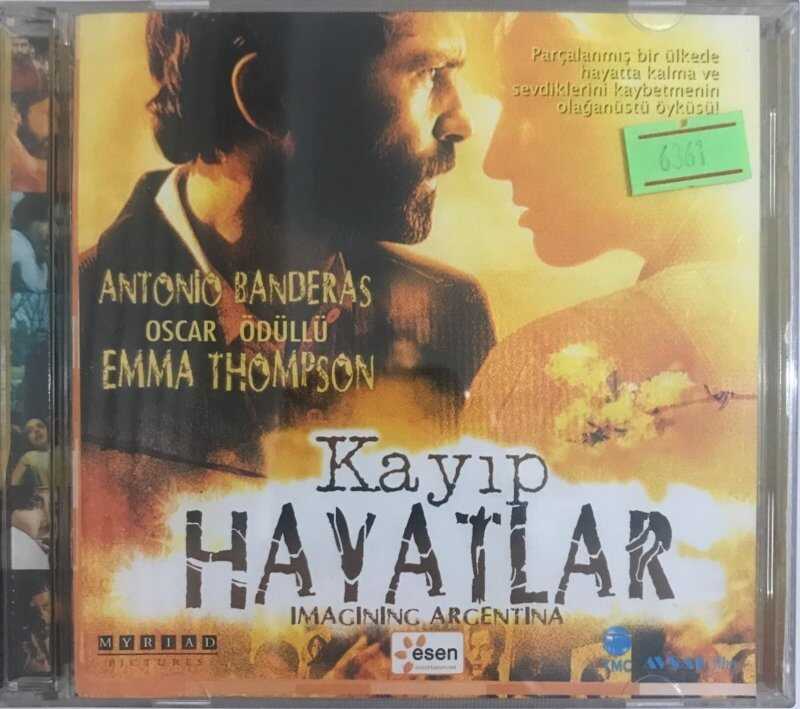 Parçalanmış bir ülkede
hayatta kalma ve
sevdiklerini kaybetmenin
olağanüstü öyküsü!
6361
ANTONİO BANDERAS
OSCAR ÖDÜLLÜ
EMMA THOMPSON
Kayıp
HAYATLAR
IMAGINING ARGENTINA
MYRIAD
PICTURES
esen